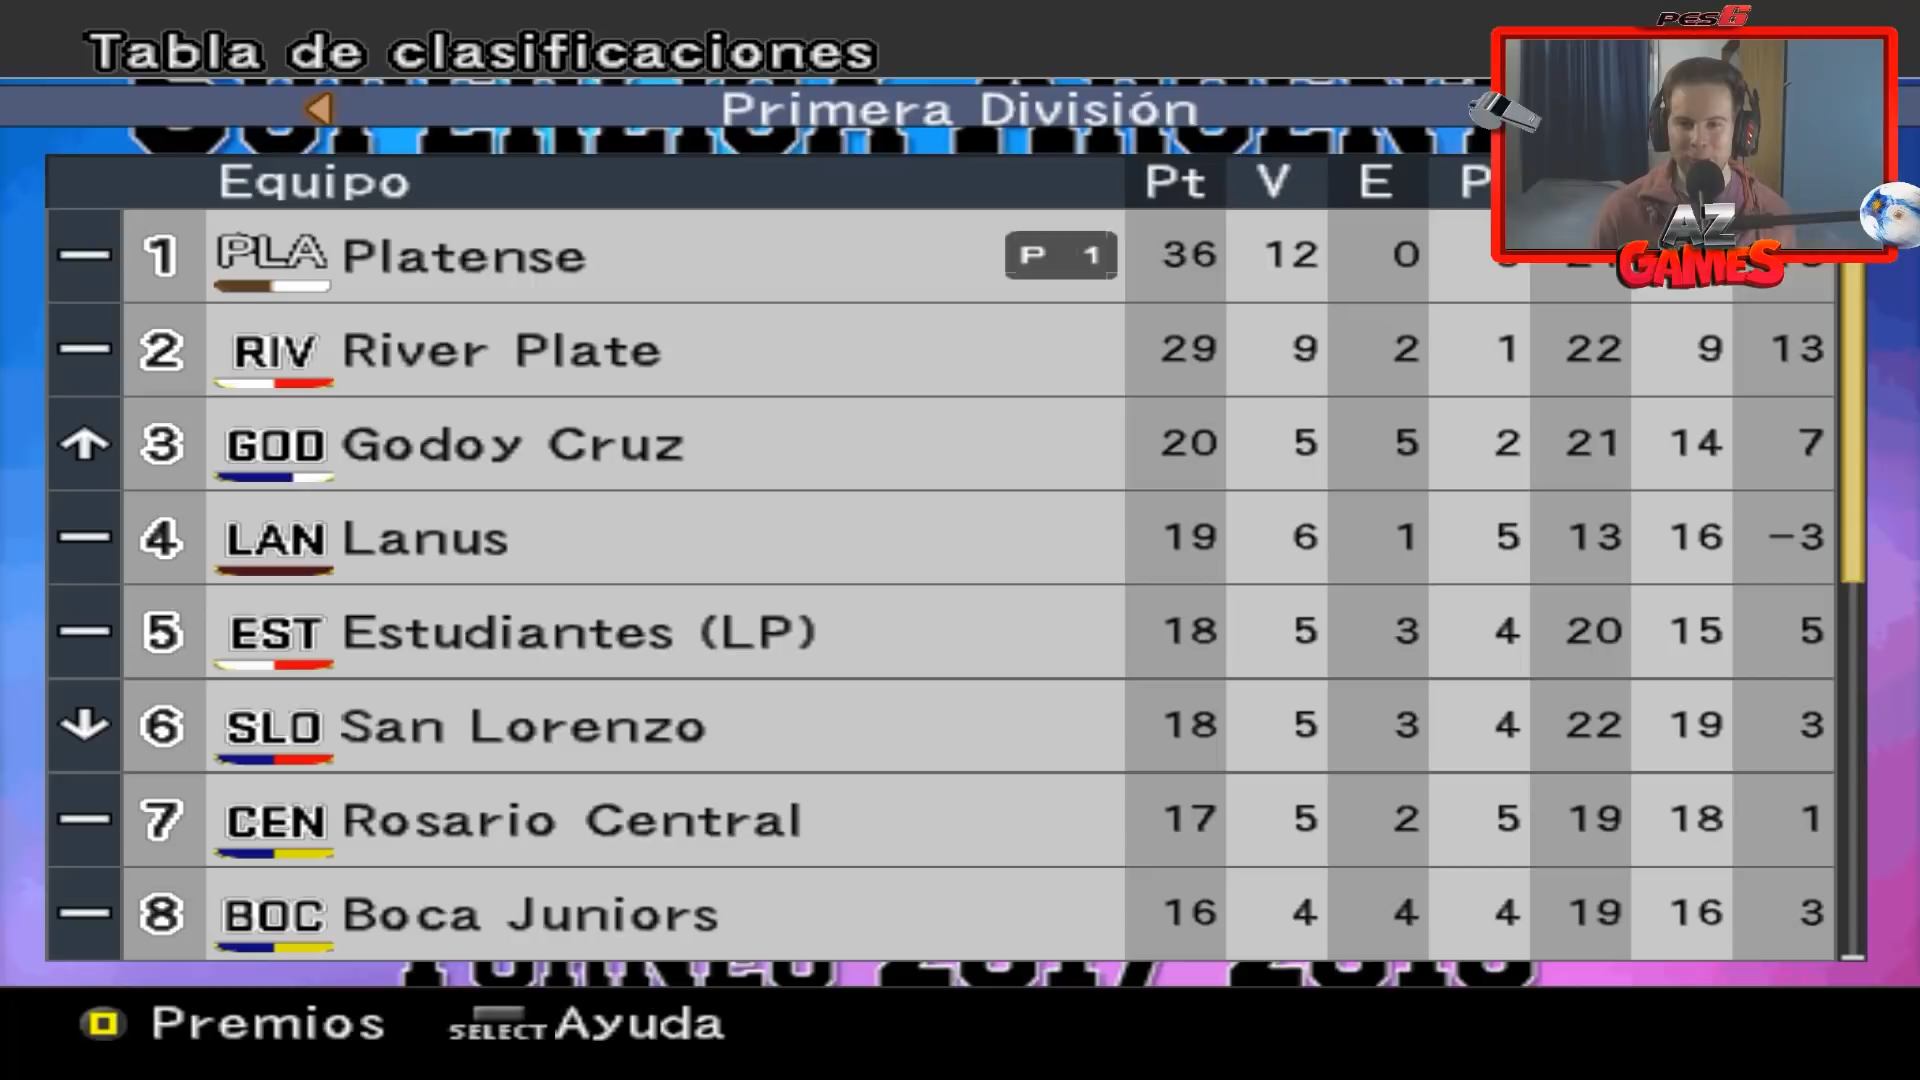 PES6
Tabla de clasificaciones
Primera División
Equipo Pt V E P
1 PLA Platense P 1 36 12 0
2 RIV River Plate 29 9 2 1 22 9 13
3 GOD Godoy Cruz 20 5 5 2 21 14 7
4 LAN Lanus 19 6 1 5 13 16 -3
5 EST Estudiantes (LP) 18 5 3 4 20 15 5
6 SLO San Lorenzo 18 5 3 4 22 19 3
7 CEN Rosario Central 17 5 2 5 19 18 1
8 BOC Boca Juniors 16 4 4 4 19 16 3
AZ
GAMES
Premios SELECT Ayuda